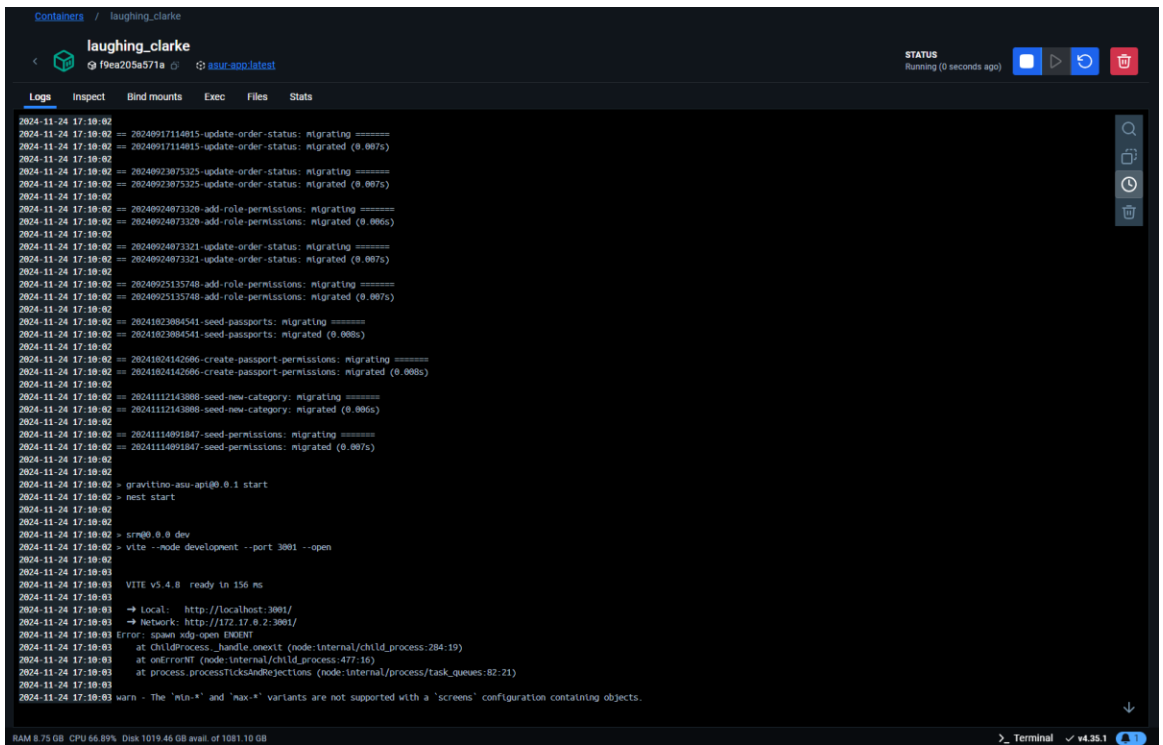 Containers / laughing_clarke
laughing_clarke
f9ea205a571a asur-app:latest
STATUS
Running (0 seconds ago)
Logs Inspect Bind mounts Exec Files Stats
2024-11-24 17:10:02
2024-11-24 17:10:02 == 20240917114015-update-order-status: migrating =======
2024-11-24 17:10:02 == 20240917114015-update-order-status: migrated (0.007s)
2024-11-24 17:10:02
2024-11-24 17:10:02 == 20240923075325-update-order-status: migrating =======
2024-11-24 17:10:02 == 20240923075325-update-order-status: migrated (0.007s)
2024-11-24 17:10:02
2024-11-24 17:10:02 == 20240924073320-add-role-permissions: migrating =======
2024-11-24 17:10:02 == 20240924073320-add-role-permissions: migrated (0.006s)
2024-11-24 17:10:02
2024-11-24 17:10:02 == 20240924073321-update-order-status: migrating =======
2024-11-24 17:10:02 == 20240924073321-update-order-status: migrated (0.007s)
2024-11-24 17:10:02
2024-11-24 17:10:02 == 20240925135748-add-role-permissions: migrating =======
2024-11-24 17:10:02 == 20240925135748-add-role-permissions: migrated (0.007s)
2024-11-24 17:10:02
2024-11-24 17:10:02 == 20241023084541-seed-passports: migrating =======
2024-11-24 17:10:02 == 20241023084541-seed-passports: migrated (0.008s)
2024-11-24 17:10:02
2024-11-24 17:10:02 == 20241024142606-create-passport-permissions: migrating =======
2024-11-24 17:10:02 == 20241024142606-create-passport-permissions: migrated (0.008s)
2024-11-24 17:10:02
2024-11-24 17:10:02 == 20241112143808-seed-new-category: migrating =======
2024-11-24 17:10:02 == 20241112143808-seed-new-category: migrated (0.006s)
2024-11-24 17:10:02
2024-11-24 17:10:02 == 20241114091847-seed-permissions: migrating =======
2024-11-24 17:10:02 == 20241114091847-seed-permissions: migrated (0.007s)
2024-11-24 17:10:02
2024-11-24 17:10:02
2024-11-24 17:10:02 > gravitino-asu-api@0.0.1 start
2024-11-24 17:10:02 > nest start
2024-11-24 17:10:02
2024-11-24 17:10:02
2024-11-24 17:10:02 > srm@0.0.0 dev
2024-11-24 17:10:02 > vite --mode development --port 3001 --open
2024-11-24 17:10:02
2024-11-24 17:10:03
2024-11-24 17:10:03 VITE v5.4.8 ready in 156 ms
2024-11-24 17:10:03
2024-11-24 17:10:03 → Local: http://localhost:3001/
2024-11-24 17:10:03 → Network: http://172.17.0.2:3001/
2024-11-24 17:10:03 Error: spawn xdg-open ENOENT
2024-11-24 17:10:03 at ChildProcess._handle.onexit (node:internal/child_process:284:19)
2024-11-24 17:10:03 at onErrorNT (node:internal/child_process:477:16)
2024-11-24 17:10:03 at process.processTicksAndRejections (node:internal/process/task_queues:82:21)
2024-11-24 17:10:03
2024-11-24 17:10:03 warn - The `min-*` and `max-*` variants are not supported with a `screens` configuration containing objects.
RAM 8.75 GB CPU 66.89% Disk 1019.46 GB avail. of 1081.10 GB >_ Terminal ✓ v4.35.1 1